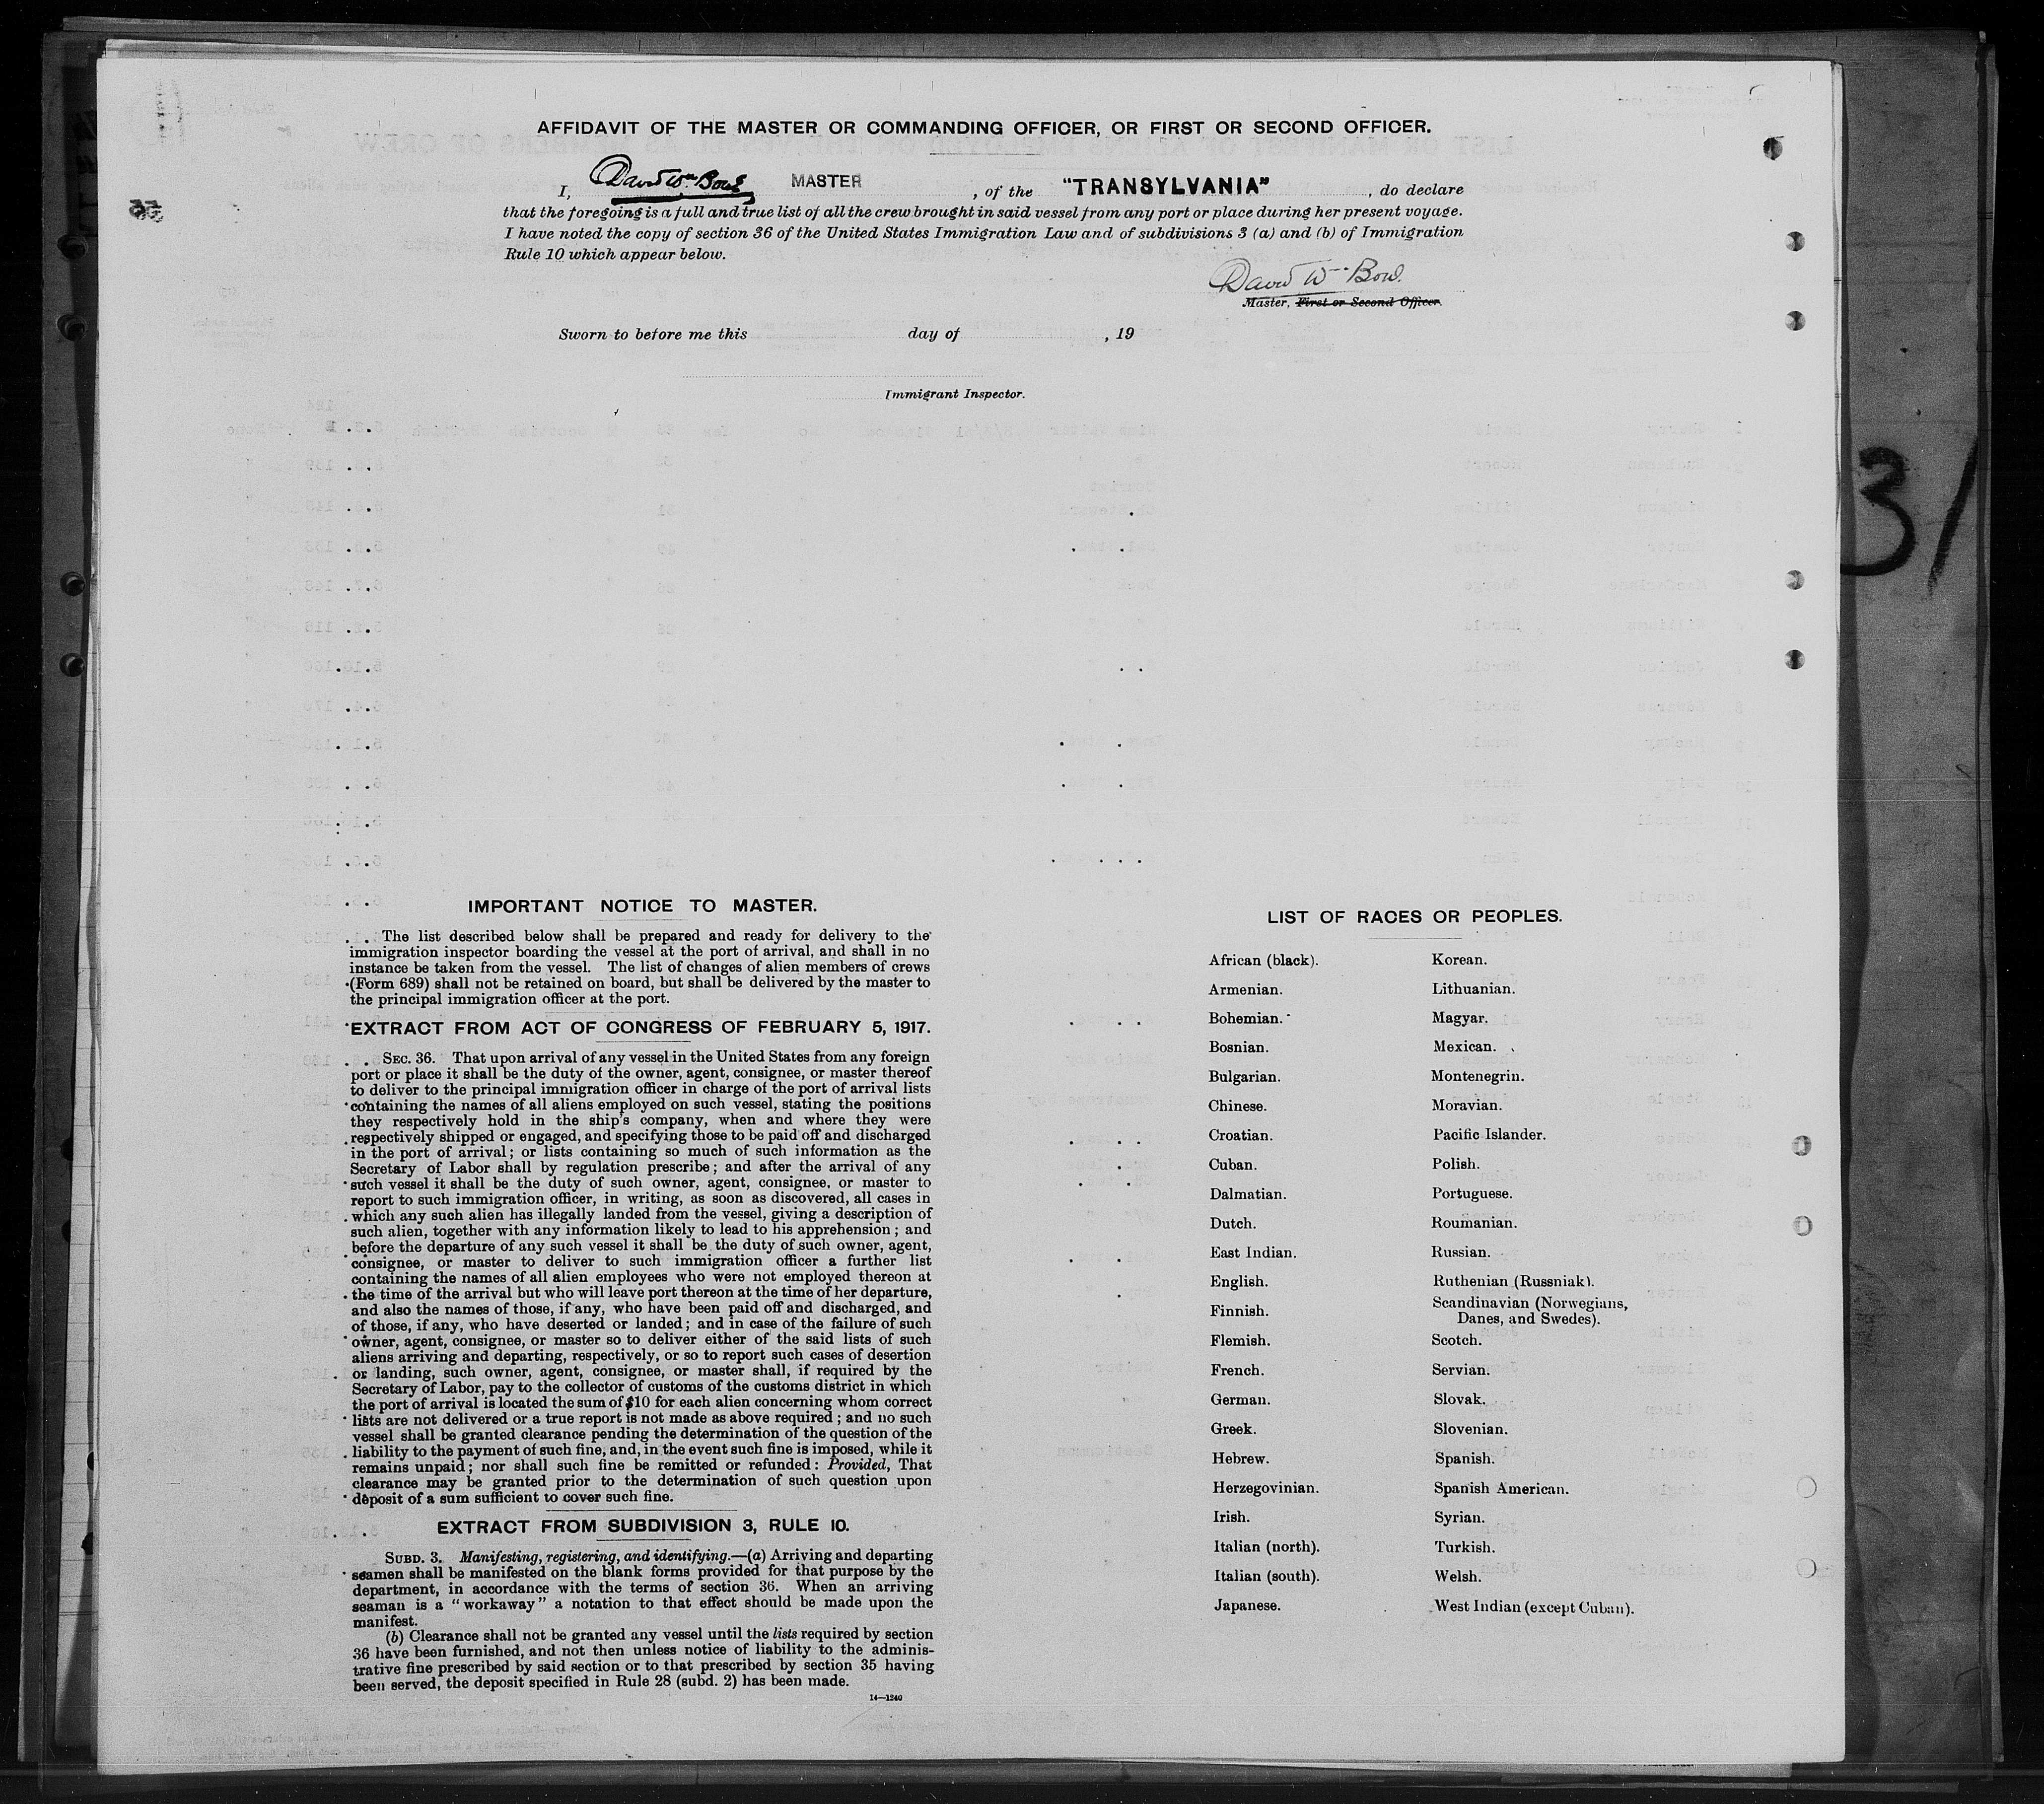 AFFIDAVIT OF THE MASTER OR COMMANDING OFFICER, OR FIRST OR SECOND OFFICER.
I, David Wm Bone MASTER, of the "TRANSYLVANIA", do declare
that the foregoing is a full and true list of all the crew brought in said vessel from any port or place during her present voyage.
I have noted the copy of section 36 of the United States Immigration Law and of subdivisions 3 (a) and (b) of Immigration
Rule 10 which appear below.
David Wm Bone
Master, First or Second Officer.
Sworn to before me this day of , 19
Immigrant Inspector.
31
IMPORTANT NOTICE TO MASTER.
The list described below shall be prepared and ready for delivery to the
immigration inspector boarding the vessel at the port of arrival, and shall in no
instance be taken from the vessel. The list of changes of alien members of crews
(Form 689) shall not be retained on board, but shall be delivered by the master to
the principal immigration officer at the port.
EXTRACT FROM ACT OF CONGRESS OF FEBRUARY 5, 1917.
SEC. 36. That upon arrival of any vessel in the United States from any foreign
port or place it shall be the duty of the owner, agent, consignee, or master thereof
to deliver to the principal immigration officer in charge of the port of arrival lists
containing the names of all aliens employed on such vessel, stating the positions
they respectively hold in the ship's company, when and where they were
respectively shipped or engaged, and specifying those to be paid off and discharged
in the port of arrival; or lists containing so much of such information as the
Secretary of Labor shall by regulation prescribe; and after the arrival of any
such vessel it shall be the duty of such owner, agent, consignee, or master to
report to such immigration officer, in writing, as soon as discovered, all cases in
which any such alien has illegally landed from the vessel, giving a description of
such alien, together with any information likely to lead to his apprehension; and
before the departure of any such vessel it shall be the duty of such owner, agent,
consignee, or master to deliver to such immigration officer a further list
containing the names of all alien employees who were not employed thereon at
the time of the arrival but who will leave port thereon at the time of her departure,
and also the names of those, if any, who have been paid off and discharged, and
of those, if any, who have deserted or landed; and in case of the failure of such
owner, agent, consignee, or master so to deliver either of the said lists of such
aliens arriving and departing, respectively, or so to report such cases of desertion
or landing, such owner, agent, consignee, or master shall, if required by the
Secretary of Labor, pay to the collector of customs of the customs district in which
the port of arrival is located the sum of $10 for each alien concerning whom correct
lists are not delivered or a true report is not made as above required; and no such
vessel shall be granted clearance pending the determination of the question of the
liability to the payment of such fine, and, in the event such fine is imposed, while it
remains unpaid; nor shall such fine be remitted or refunded: Provided, That
clearance may be granted prior to the determination of such question upon
deposit of a sum sufficient to cover such fine.
EXTRACT FROM SUBDIVISION 3, RULE 10.
SUBD. 3. Manifesting, registering, and identifying.—(a) Arriving and departing
seamen shall be manifested on the blank forms provided for that purpose by the
department, in accordance with the terms of section 36. When an arriving
seaman is a "workaway" a notation to that effect should be made upon the
manifest.
(b) Clearance shall not be granted any vessel until the lists required by section
36 have been furnished, and not then unless notice of liability to the adminis-
trative fine prescribed by said section or to that prescribed by section 35 having
been served, the deposit specified in Rule 28 (subd. 2) has been made.
14—1240
LIST OF RACES OR PEOPLES.
African (black).
Armenian.
Bohemian.
Bosnian.
Bulgarian.
Chinese.
Croatian.
Cuban.
Dalmatian.
Dutch.
East Indian.
English.
Finnish.
Flemish.
French.
German.
Greek.
Hebrew.
Herzegovinian.
Irish.
Italian (north).
Italian (south).
Japanese.
Korean.
Lithuanian.
Magyar.
Mexican.
Montenegrin.
Moravian.
Pacific Islander.
Polish.
Portuguese.
Roumanian.
Russian.
Ruthenian (Russniak).
Scandinavian (Norwegians,
Danes, and Swedes).
Scotch.
Servian.
Slovak.
Slovenian.
Spanish.
Spanish American.
Syrian.
Turkish.
Welsh.
West Indian (except Cuban).